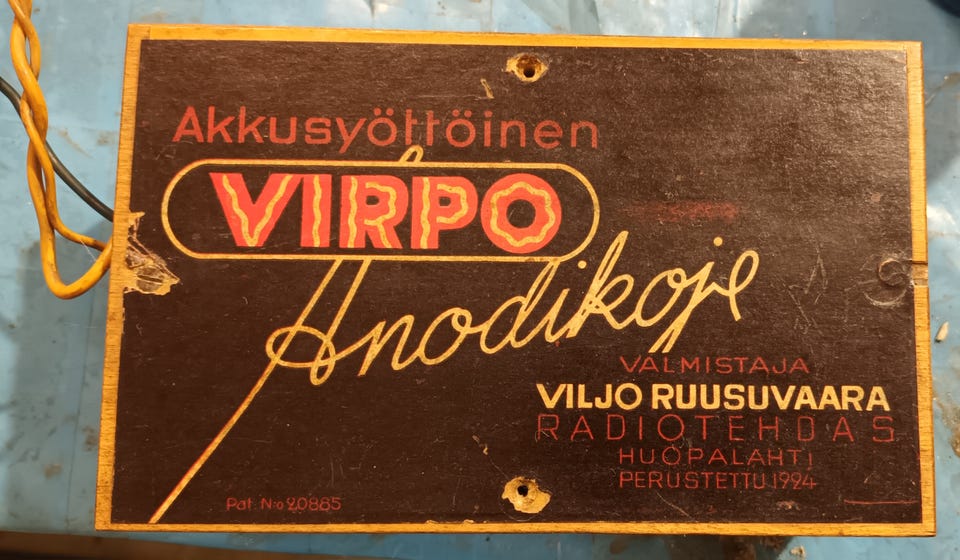 Akkusyöttöinen
VIRPO
Anodikoje
VALMISTAJA
VILJO RUUSUVAARA
RADIOTEHDAS
HUOPALAHTI
PERUSTETTU 1924
Pat. N:o 20885